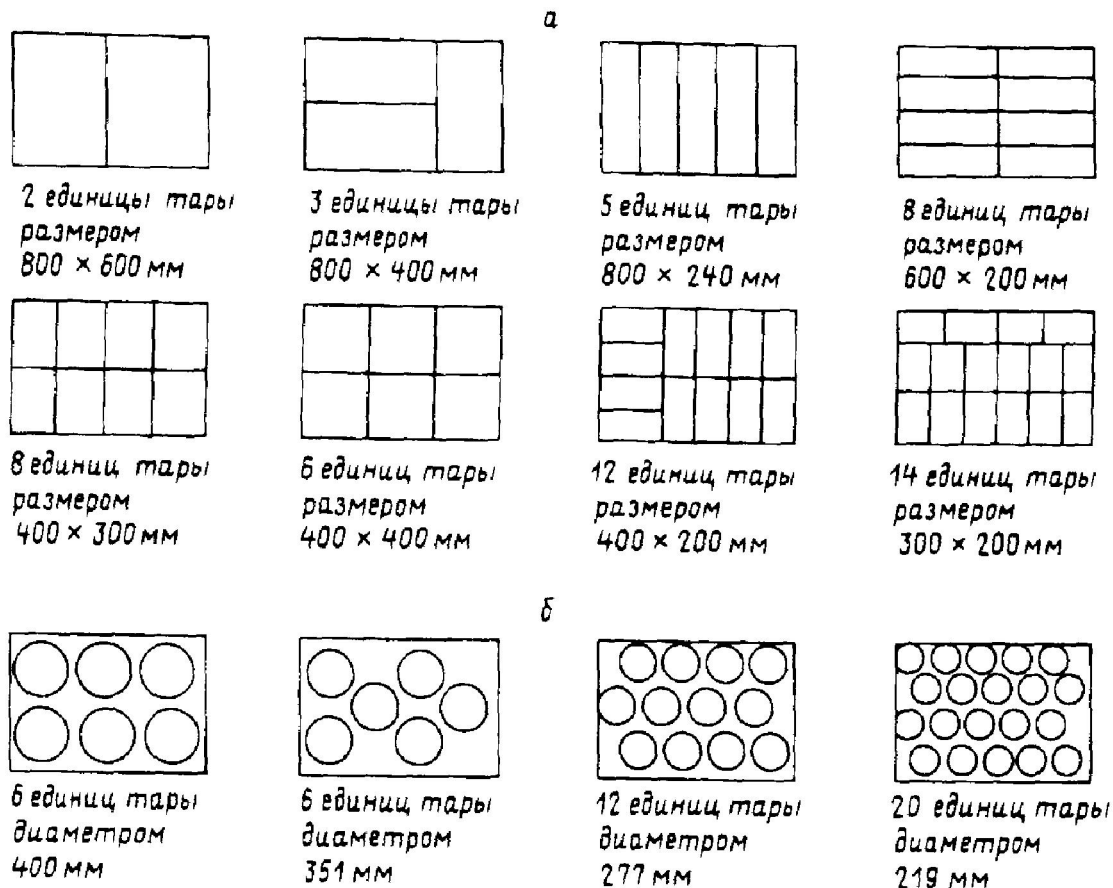 а
2 единицы тары
размером
800 × 600 мм
3 единицы тары
размером
800 × 400 мм
5 единиц тары
размером
800 × 240 мм
8 единиц тары
размером
600 × 200 мм
8 единиц тары
размером
400 × 300 мм
6 единиц тары
размером
400 × 400 мм
12 единиц тары
размером
400 × 200 мм
14 единиц тары
размером
300 × 200 мм
б
6 единиц тары
диаметром
400 мм
6 единиц тары
диаметром
351 мм
12 единиц тары
диаметром
277 мм
20 единиц тары
диаметром
219 мм